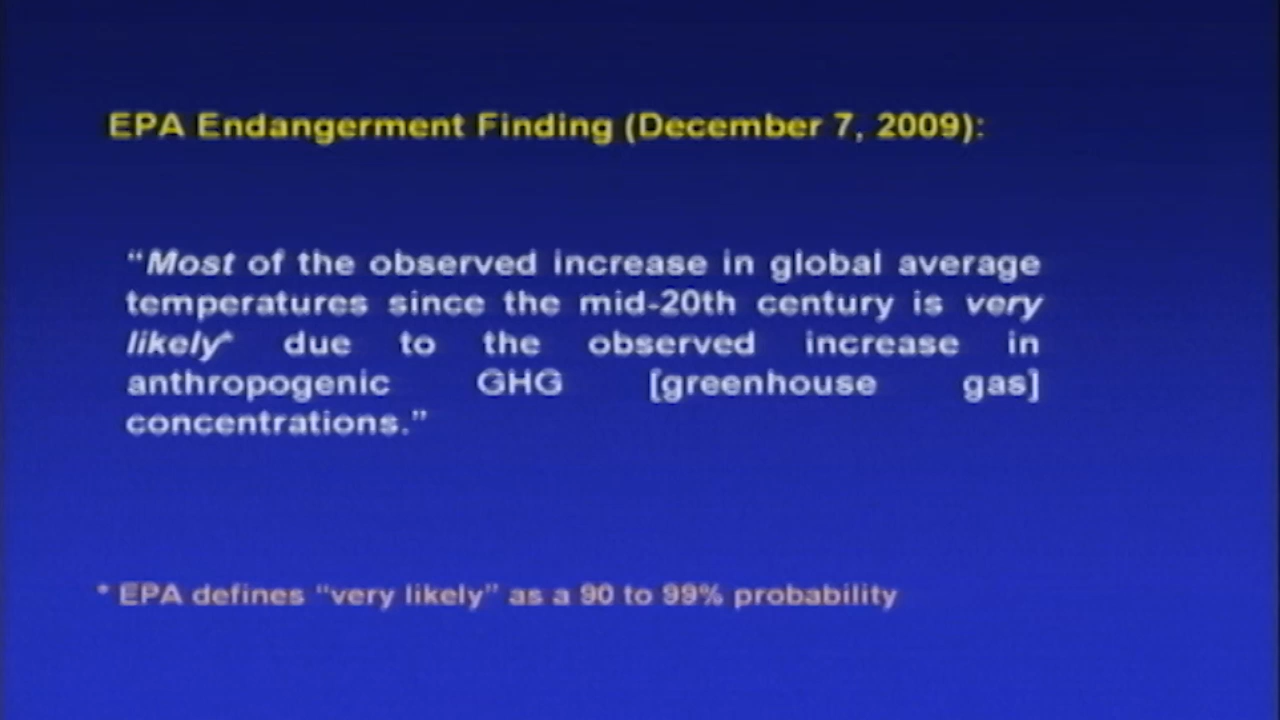 EPA Endangerment Finding (December 7, 2009):
“Most of the observed increase in global average
temperatures since the mid-20th century is very
likely* due to the observed increase in
anthropogenic GHG [greenhouse gas]
concentrations.”
* EPA defines “very likely” as a 90 to 99% probability